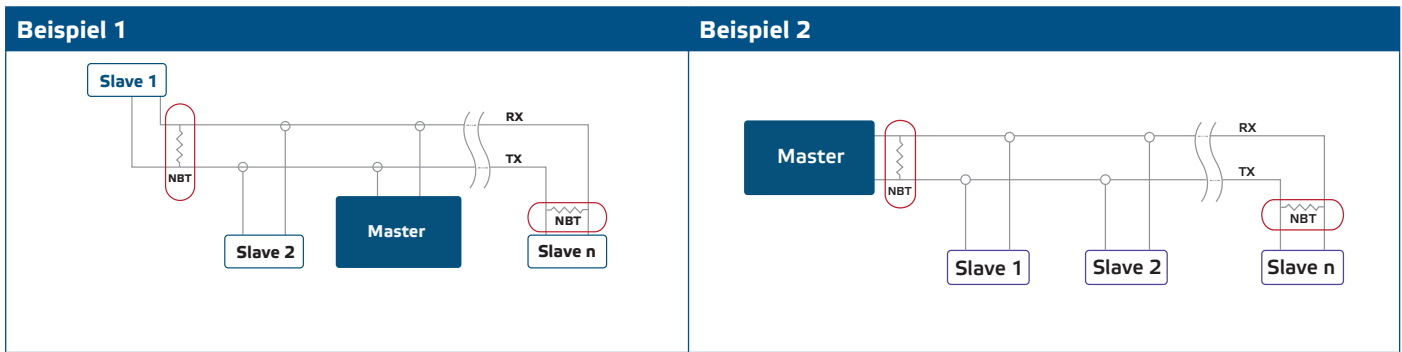 Beispiel 1
Slave 1
RX
TX
NBT
NBT
Master
Slave 2
Slave n
Beispiel 2
RX
Master
TX
NBT
NBT
Slave 1
Slave 2
Slave n